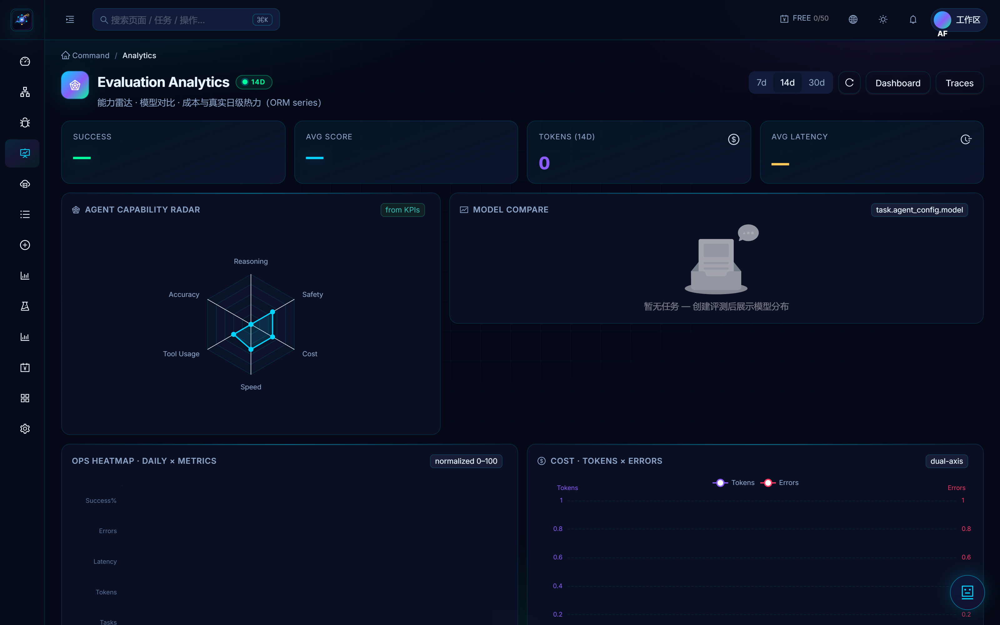 搜索页面 / 任务 / 操作...
⌘K
FREE 0/50
工作区
AF
Command / Analytics
Evaluation Analytics
14D
能力雷达 · 模型对比 · 成本与真实日级热力（ORM series）
7d
14d
30d
Dashboard
Traces
SUCCESS
—
AVG SCORE
—
TOKENS (14D)
0
AVG LATENCY
—
AGENT CAPABILITY RADAR
from KPIs
Reasoning
Accuracy
Safety
Tool Usage
Cost
Speed
MODEL COMPARE
task.agent_config.model
暂无任务 — 创建评测后展示模型分布
OPS HEATMAP · DAILY × METRICS
normalized 0–100
Success%
Errors
Latency
Tokens
Tasks
COST · TOKENS × ERRORS
dual-axis
Tokens
Errors
Tokens
Errors
1
1
0.8
0.8
0.6
0.6
0.4
0.2
0.2